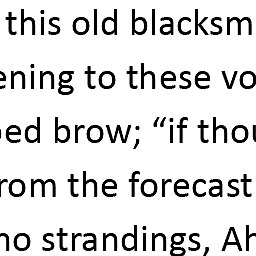 this old blacksm
ening to these vo
ed brow; “if thou
rom the forecast
no strandings, Ah